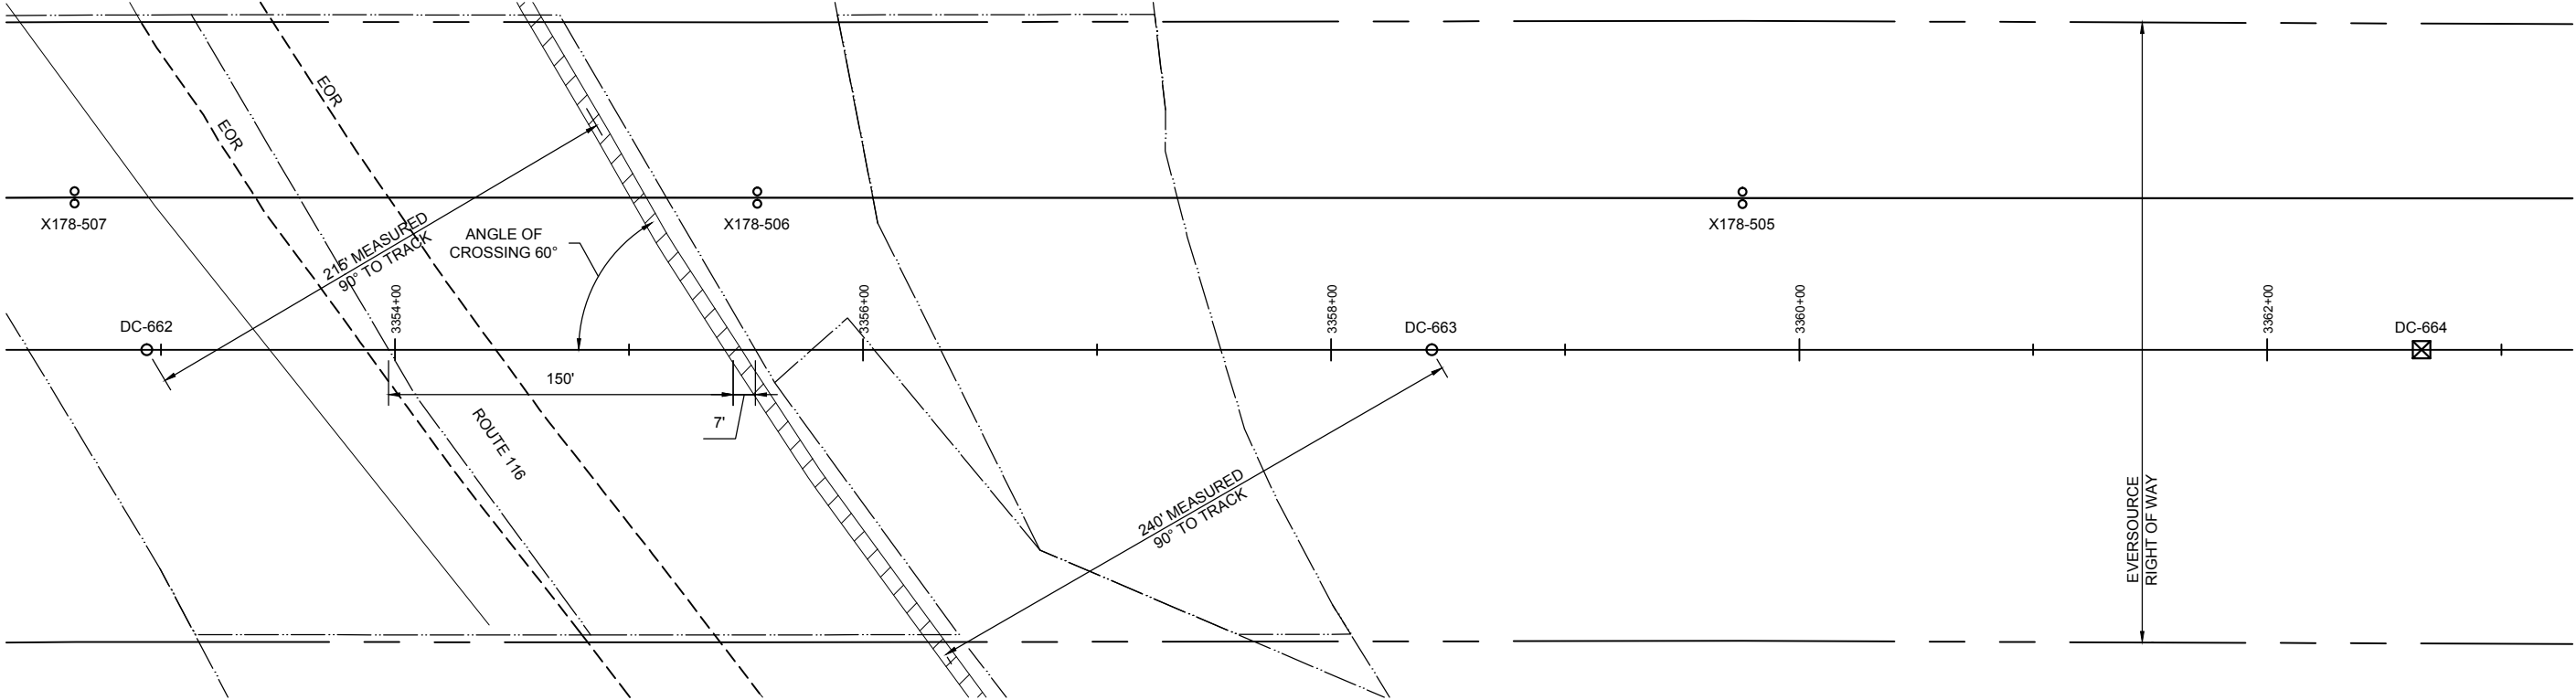 EOR
EOR
X178-507
X178-506
X178-505
215' MEASURED
90° TO TRACK
ANGLE OF
CROSSING 60°
DC-662
3354+00
3356+00
3358+00
DC-663
3360+00
3362+00
DC-664
150'
7'
ROUTE 116
240' MEASURED
90° TO TRACK
EVERSOURCE
RIGHT OF WAY